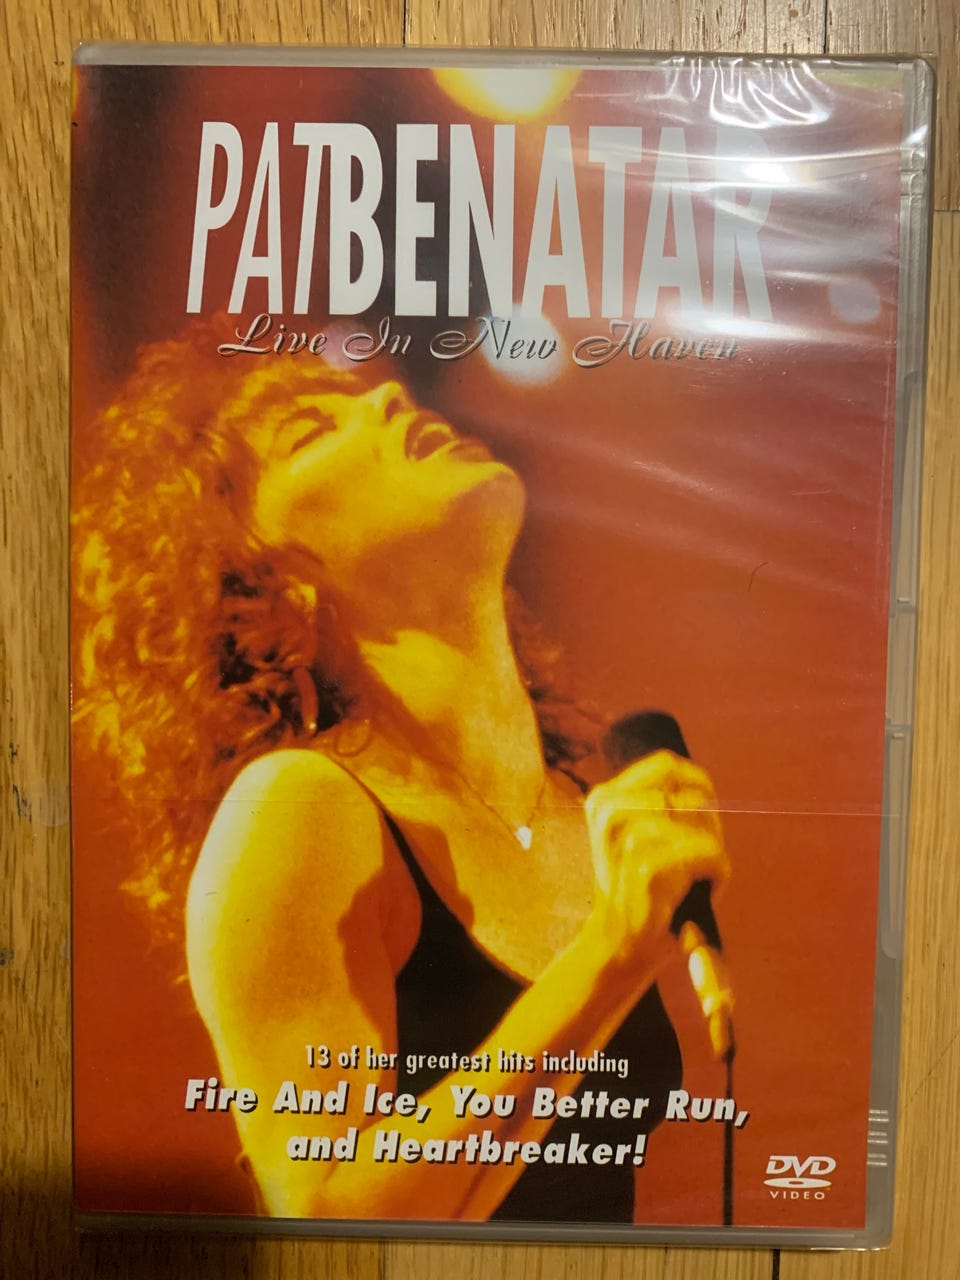 PAT BENATAR
Live In New Haven
13 of her greatest hits including
Fire And Ice, You Better Run,
and Heartbreaker!
DVD
VIDEO